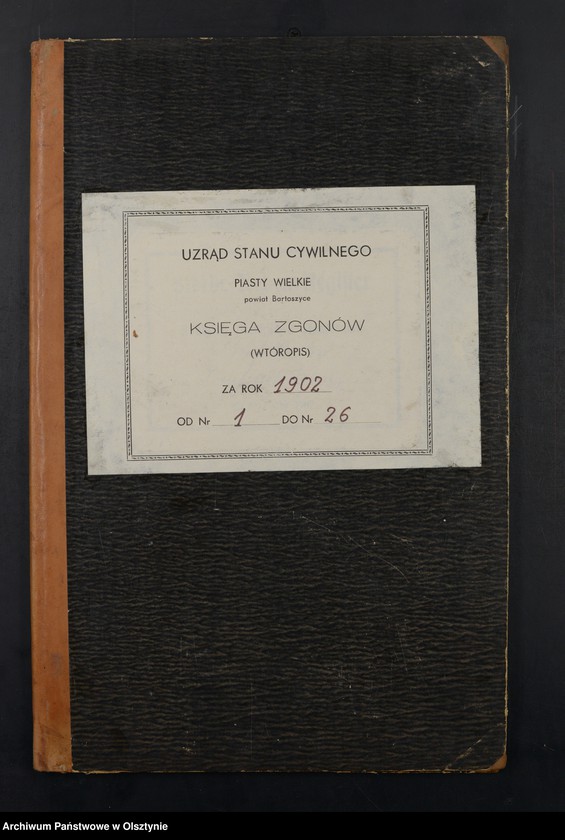 UZRĄD STANU CYWILNEGO
PIASTY WIELKIE
powiat Bartoszyce
KSIĘGA ZGONÓW
(WTÓROPIS)
ZA ROK 1902
OD Nr 1 DO Nr 26
Archiwum Państwowe w Olsztynie